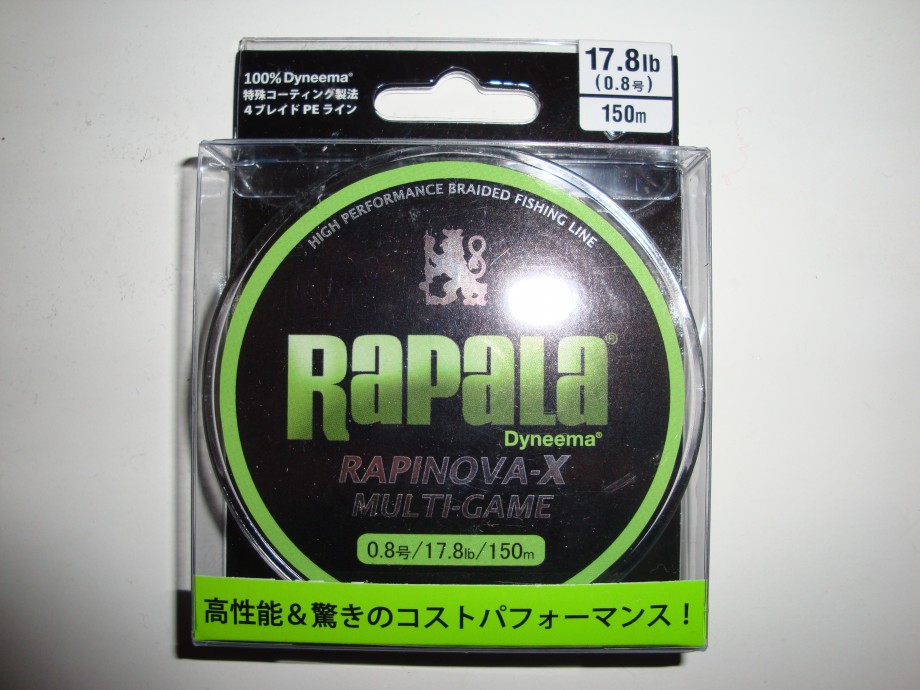 100% Dyneema®
特殊コーティング製法
4ブレイド PE ライン
17.8lb
(0.8号)
150m
HIGH PERFORMANCE BRAIDED FISHING LINE
RAPALA®
Dyneema®
RAPINOVA-X
MULTI-GAME
0.8号/17.8lb/150m
高性能&驚きのコストパフォーマンス!